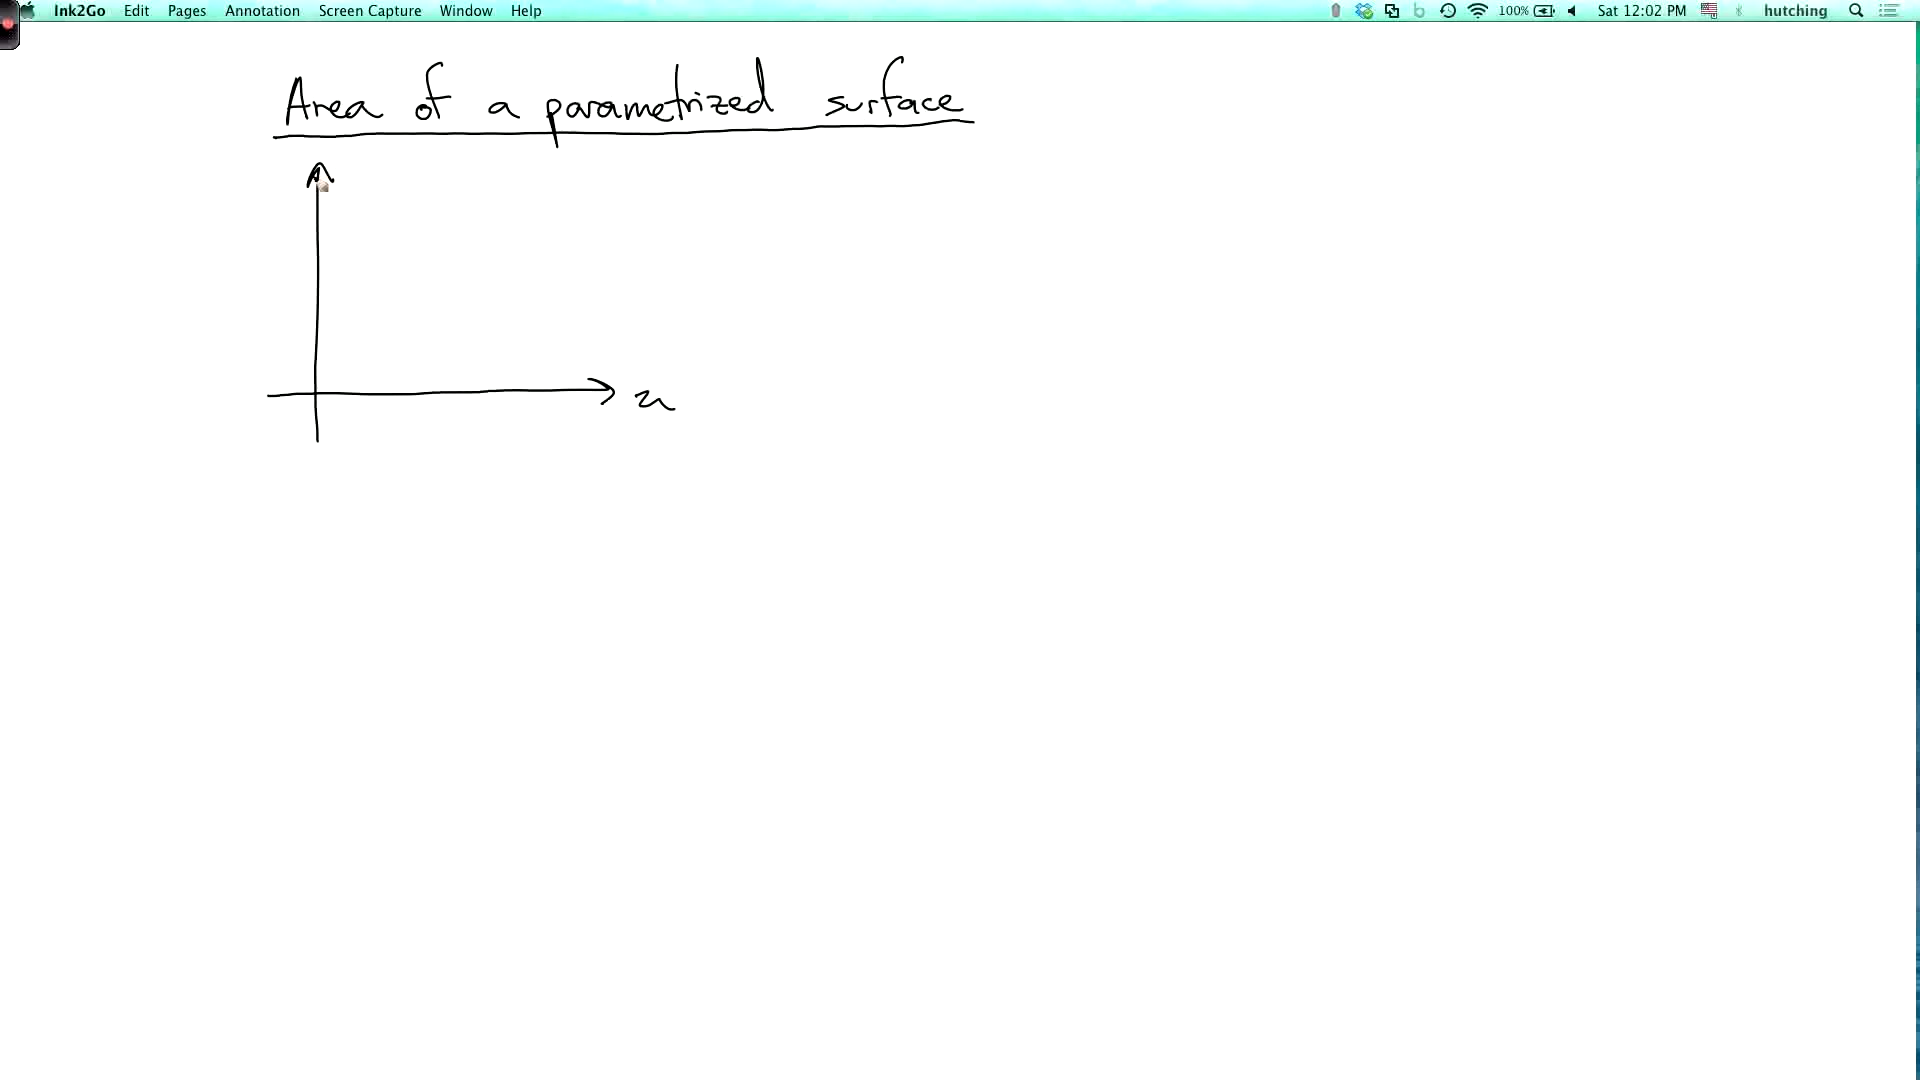 Ink2Go Edit Pages Annotation Screen Capture Window Help 100% Sat 12:02 PM hutching
Area of a parametrized surface
u